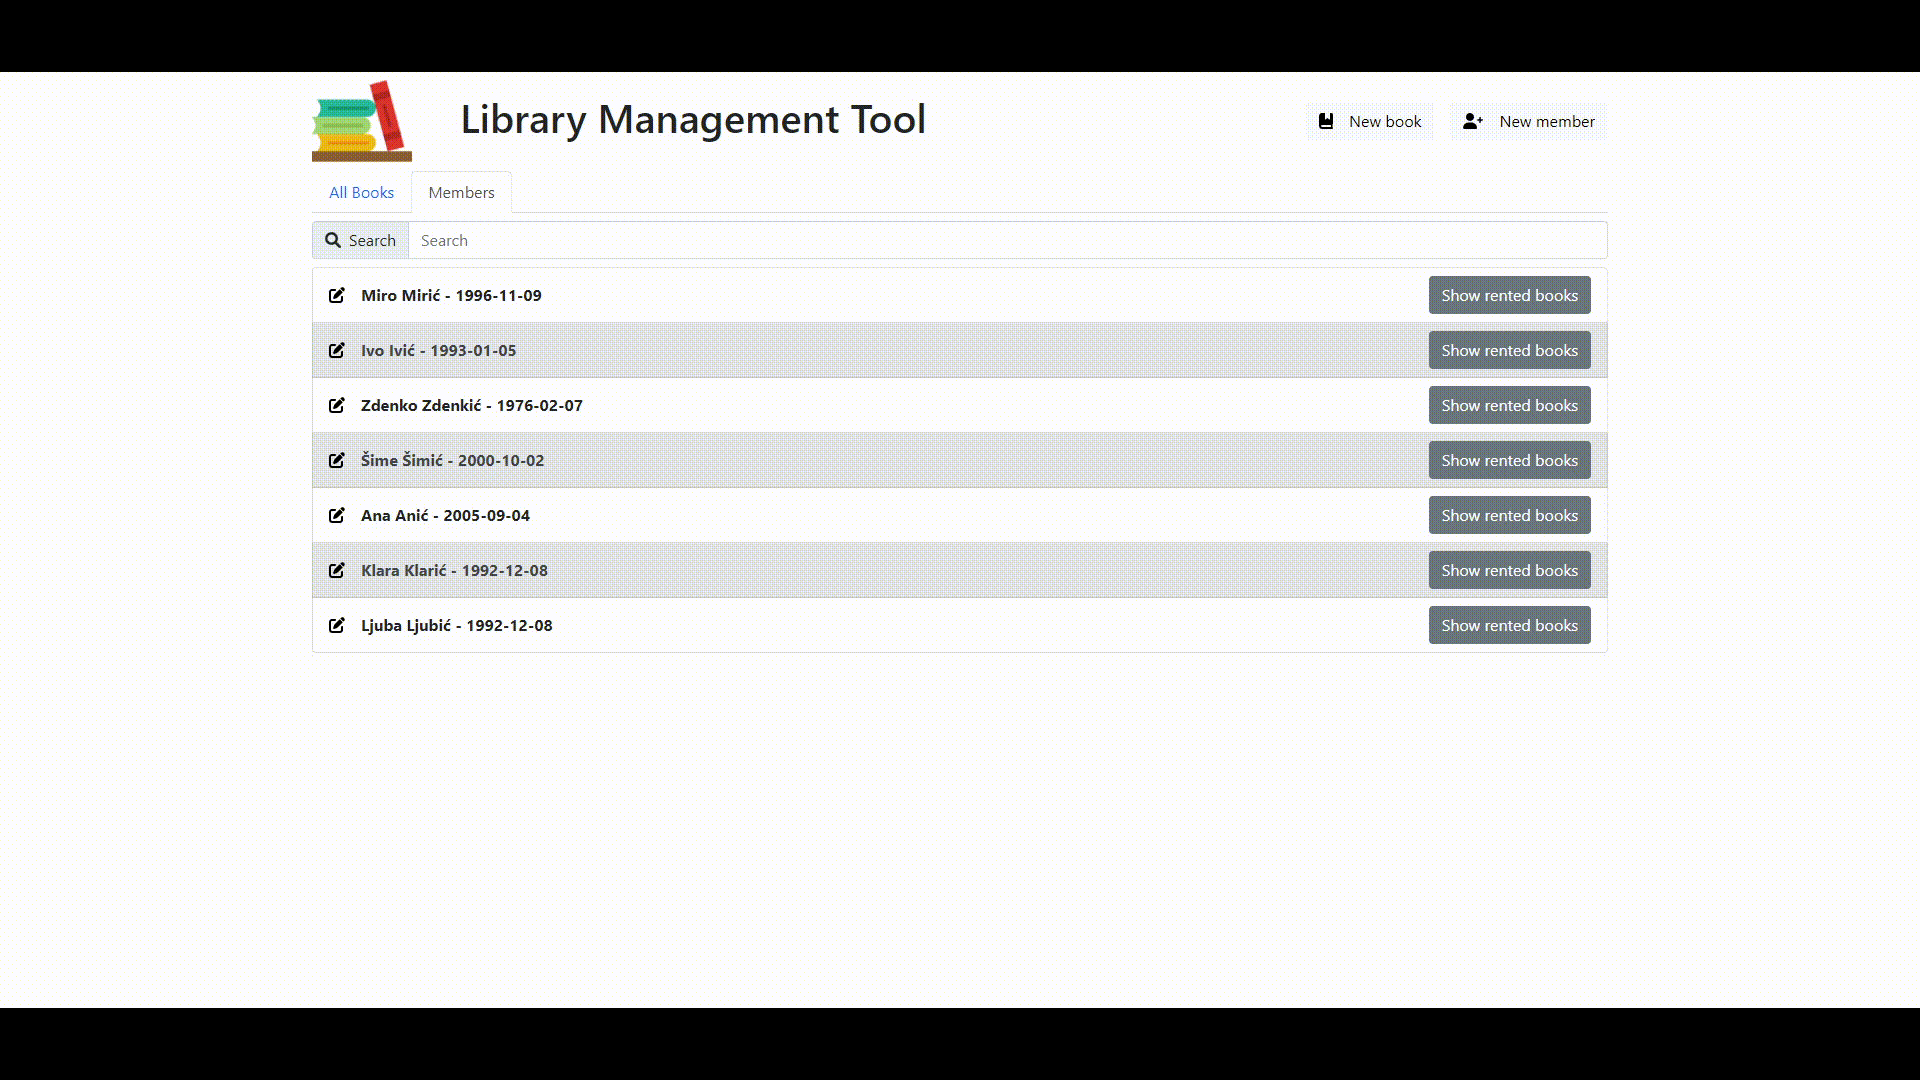 Library Management Tool
New book
New member
All Books
Members
Search
Search
Miro Mirić - 1996-11-09
Show rented books
Ivo Ivić - 1993-01-05
Show rented books
Zdenko Zdenkić - 1976-02-07
Show rented books
Šime Šimić - 2000-10-02
Show rented books
Ana Anić - 2005-09-04
Show rented books
Klara Klarić - 1992-12-08
Show rented books
Ljuba Ljubić - 1992-12-08
Show rented books